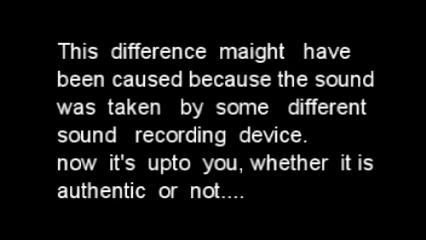 This difference maight have
been caused because the sound
was taken by some different
sound recording device.
now it's upto you, whether it is
authentic or not....